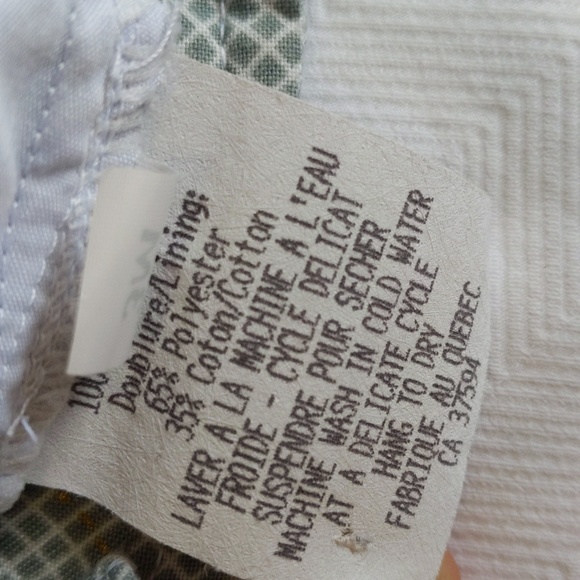 100
Doublure/Lining:
65% Polyester
35% Coton/Cotton
LAVER A LA MACHINE A L'EAU
FROIDE - CYCLE DELICAT
SUSPENDRE POUR SECHER
MACHINE WASH IN COLD WATER
AT A DELICATE CYCLE
HANG TO DRY
FABRIQUE AU QUEBEC
CA 37594